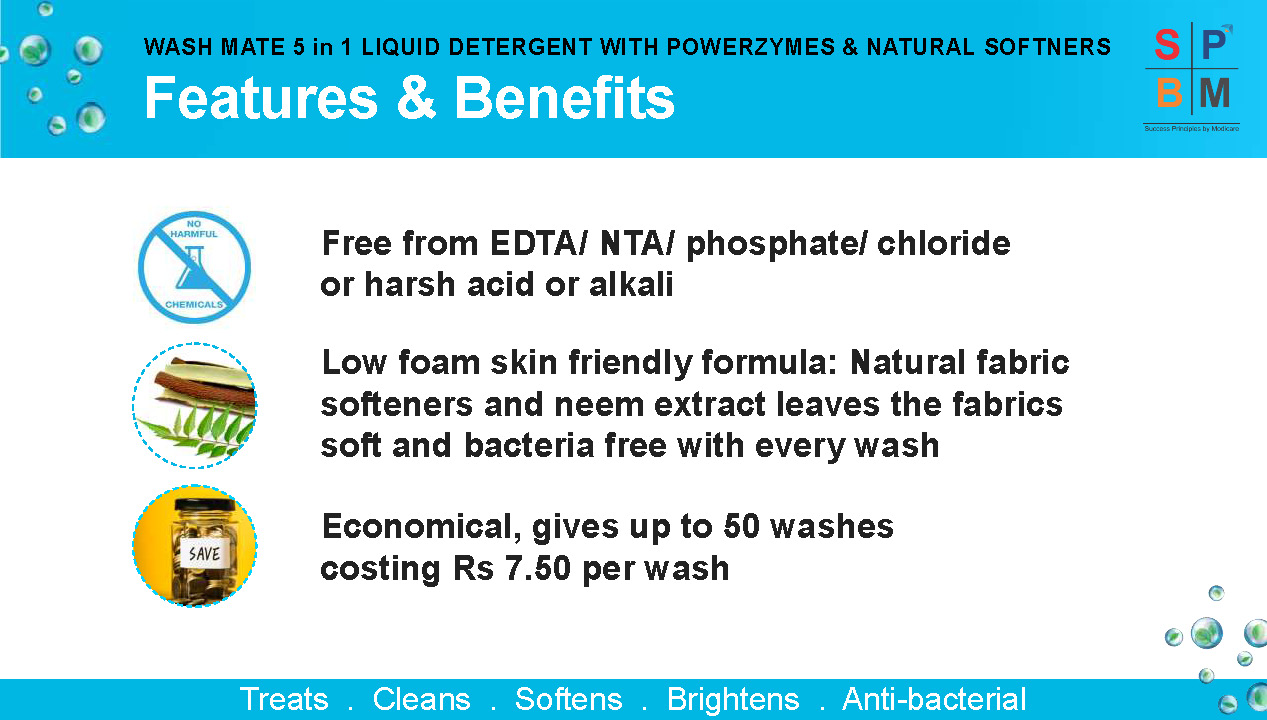 WASH MATE 5 in 1 LIQUID DETERGENT WITH POWERZYMES & NATURAL SOFTNERS
Features & Benefits
S P
B M
Success Principles by Modicare
NO
HARMFUL
CHEMICALS
Free from EDTA/ NTA/ phosphate/ chloride
or harsh acid or alkali
Low foam skin friendly formula: Natural fabric
softeners and neem extract leaves the fabrics
soft and bacteria free with every wash
SAVE
Economical, gives up to 50 washes
costing Rs 7.50 per wash
Treats . Cleans . Softens . Brightens . Anti-bacterial